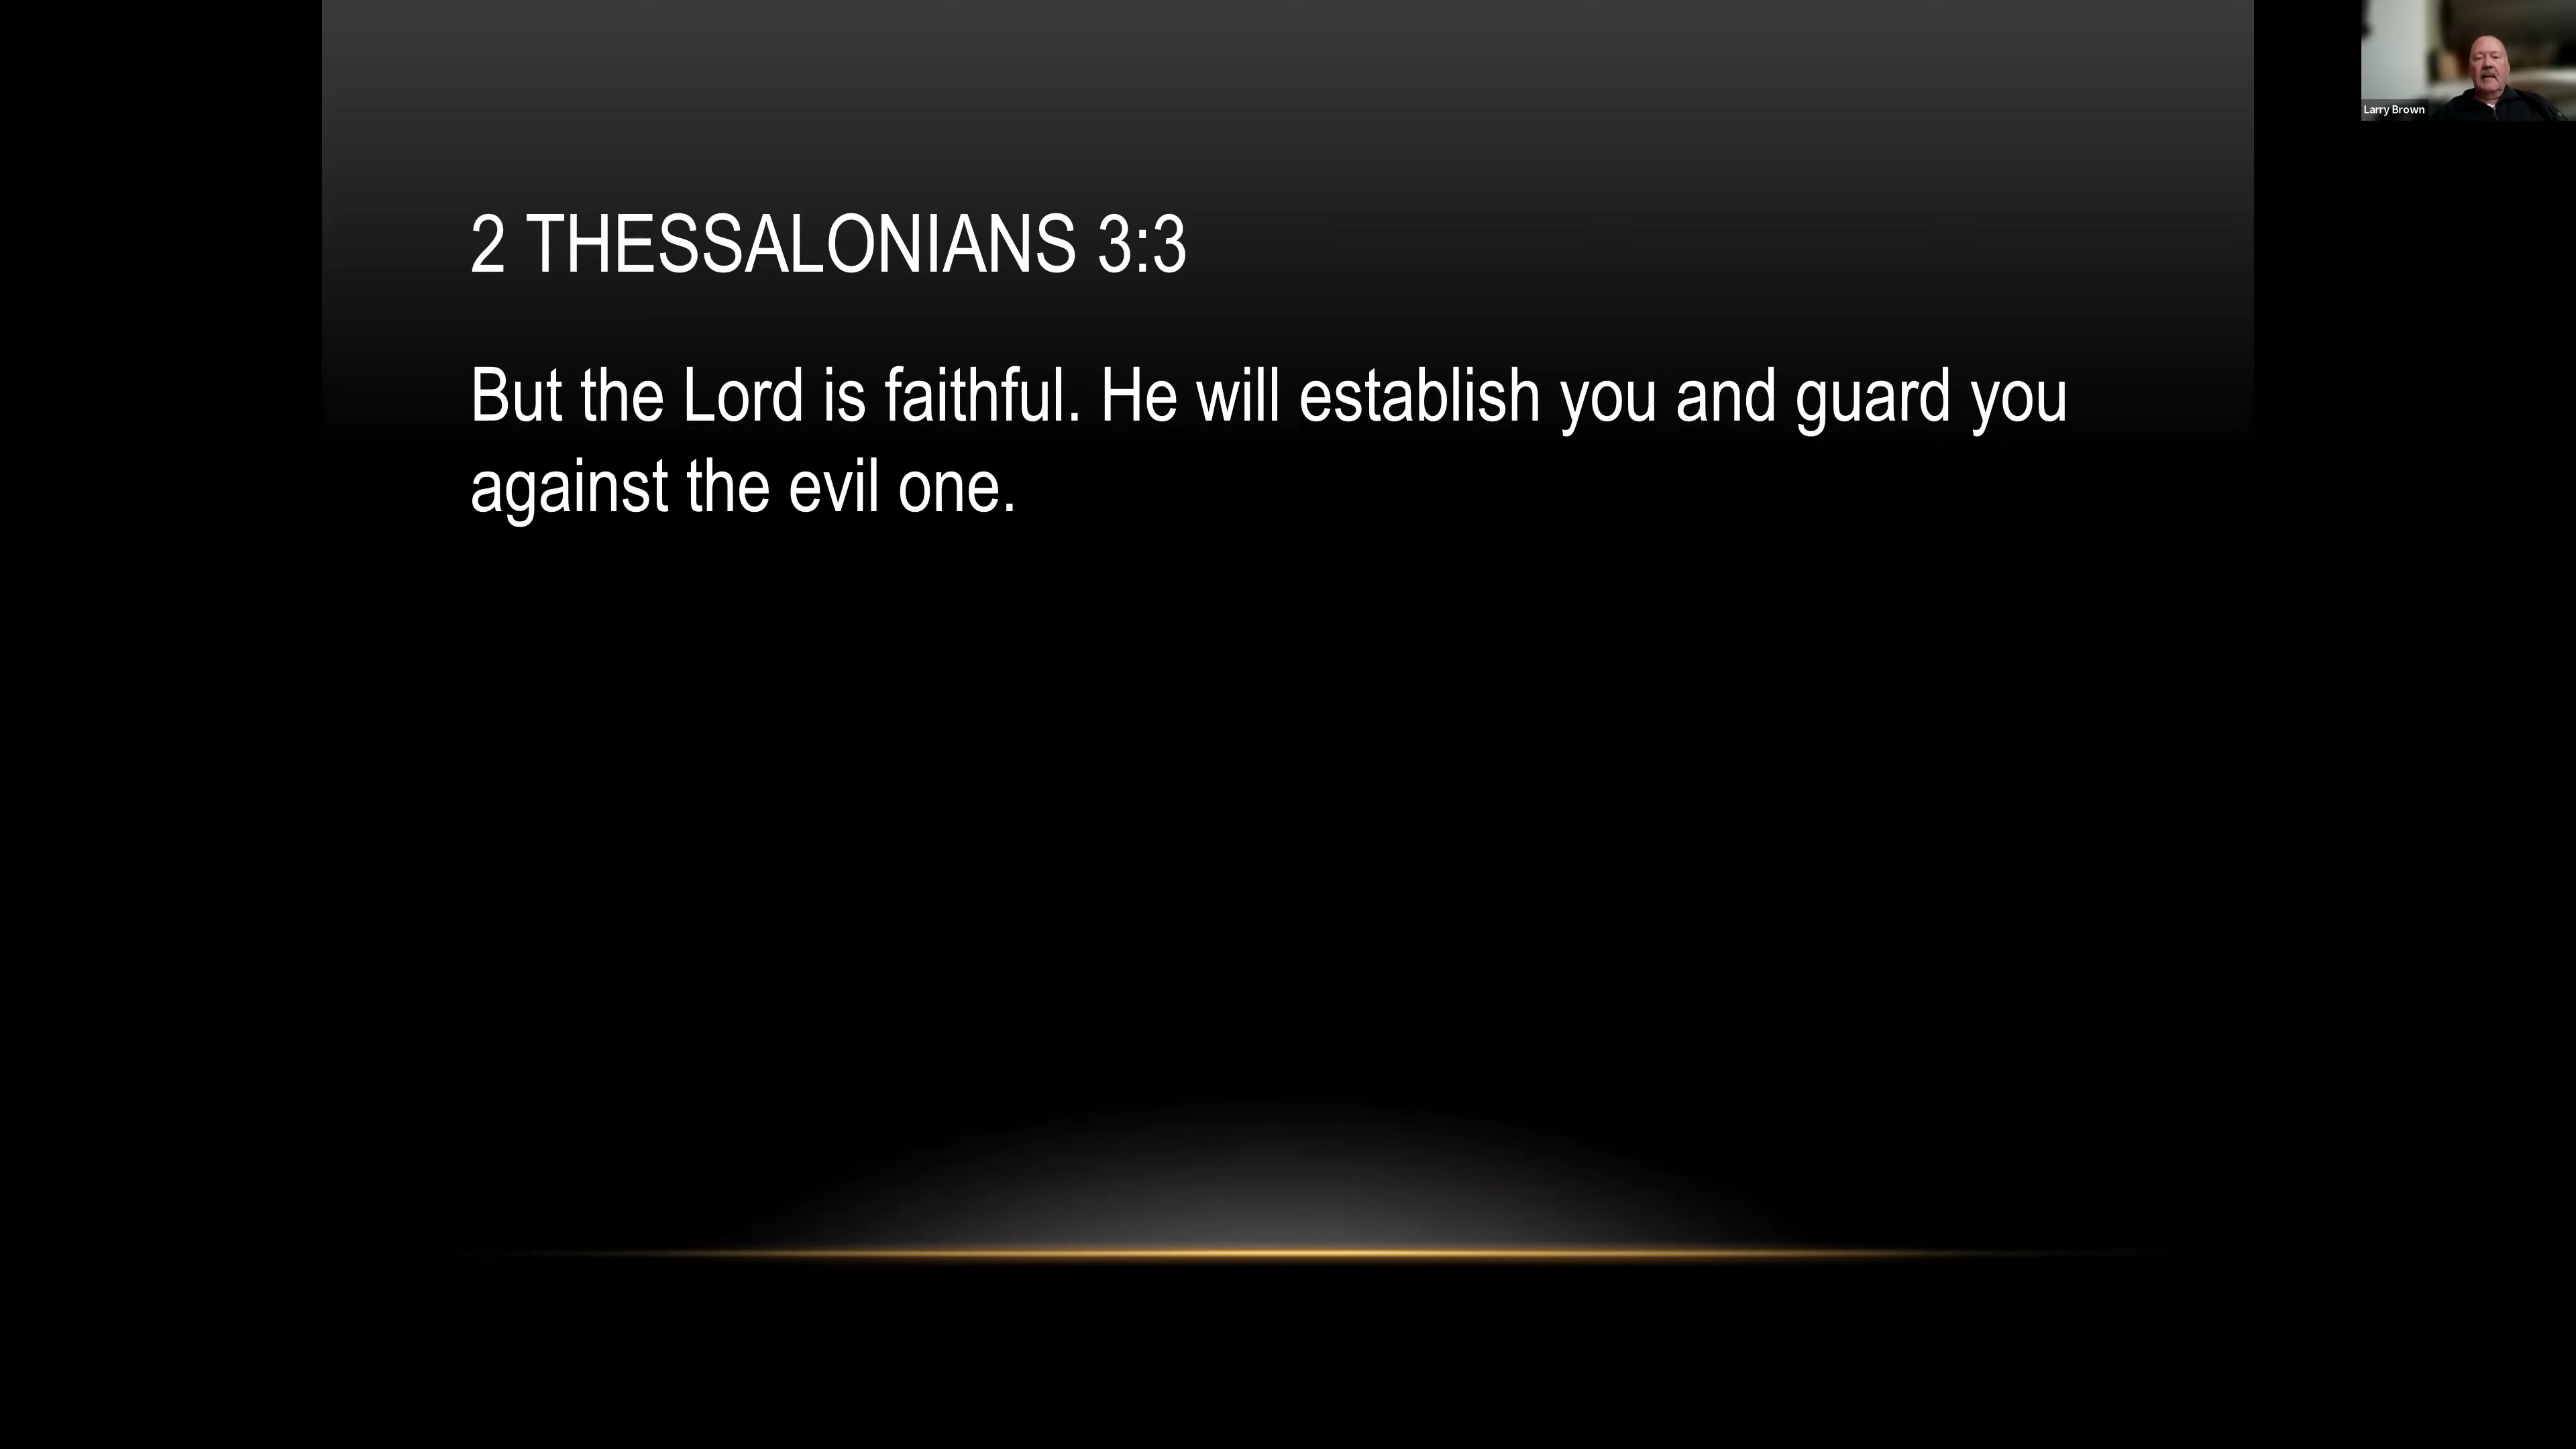 2 THESSALONIANS 3:3
But the Lord is faithful. He will establish you and guard you
against the evil one.
Larry Brown